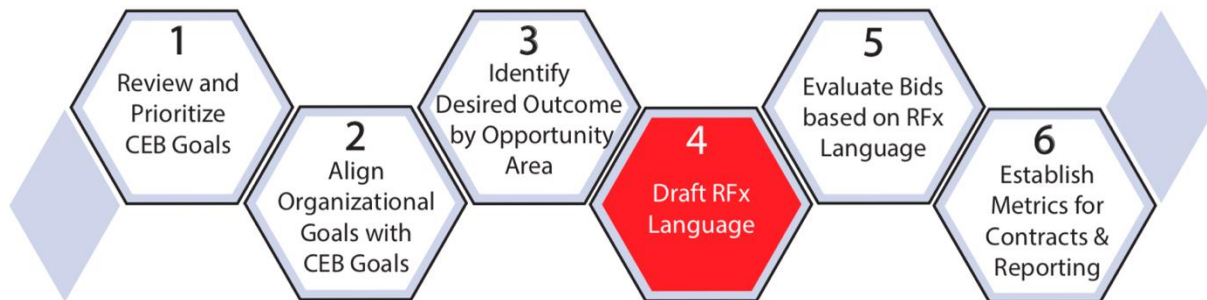 1
Review and
Prioritize
CEB Goals
2
Align
Organizational
Goals with
CEB Goals
3
Identify
Desired Outcome
by Opportunity
Area
4
Draft RFx
Language
5
Evaluate Bids
based on RFx
Language
6
Establish
Metrics for
Contracts &
Reporting